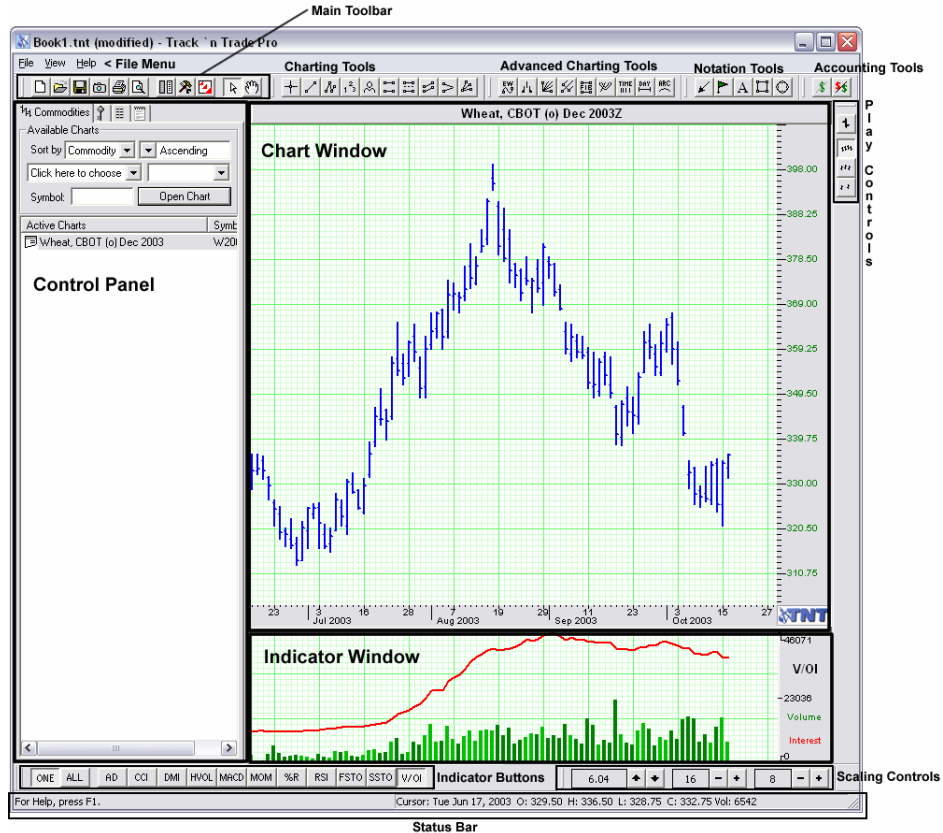 Main Toolbar
Book1.tnt (modified) - Track `n Trade Pro
File View Help < File Menu
Charting Tools
Advanced Charting Tools
Notation Tools
Accounting Tools
Commodities
Available Charts
Sort by Commodity Ascending
Click here to choose
Symbol: Open Chart
Active Charts Symb
Wheat, CBOT (o) Dec 2003 W20
Control Panel
Wheat, CBOT (o) Dec 2003Z
Chart Window
398.00
388.25
378.50
369.00
359.25
349.50
339.75
330.00
320.50
310.75
23 3 16 28 7 19 29 11 23 3 15 27
Jul 2003 Aug 2003 Sep 2003 Oct 2003
TNT
Play Controls
Indicator Window
46071
V/OI
23036
Volume
Interest
0
ONE ALL AD CCI DMI HVOL MACD MOM %R RSI FSTO SSTO V/OI Indicator Buttons 6.04 16 - + 8 - + Scaling Controls
For Help, press F1. Cursor: Tue Jun 17, 2003 O: 329.50 H: 336.50 L: 328.75 C: 332.75 Vol: 6542
Status Bar